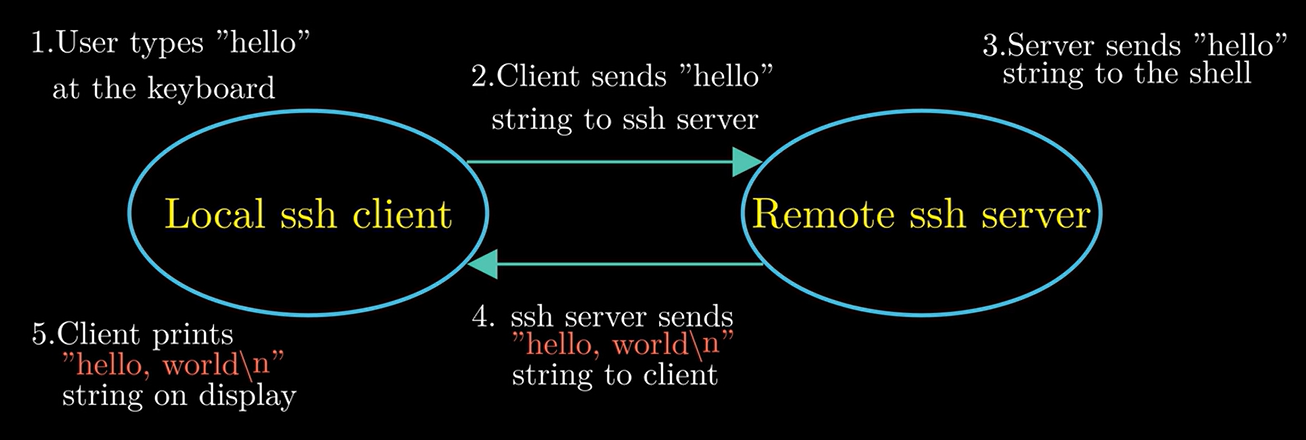 1.User types "hello"
at the keyboard
2.Client sends "hello"
string to ssh server
3.Server sends "hello"
string to the shell
Local ssh client
Remote ssh server
4. ssh server sends
"hello, world\n"
string to client
5.Client prints
"hello, world\n"
string on display